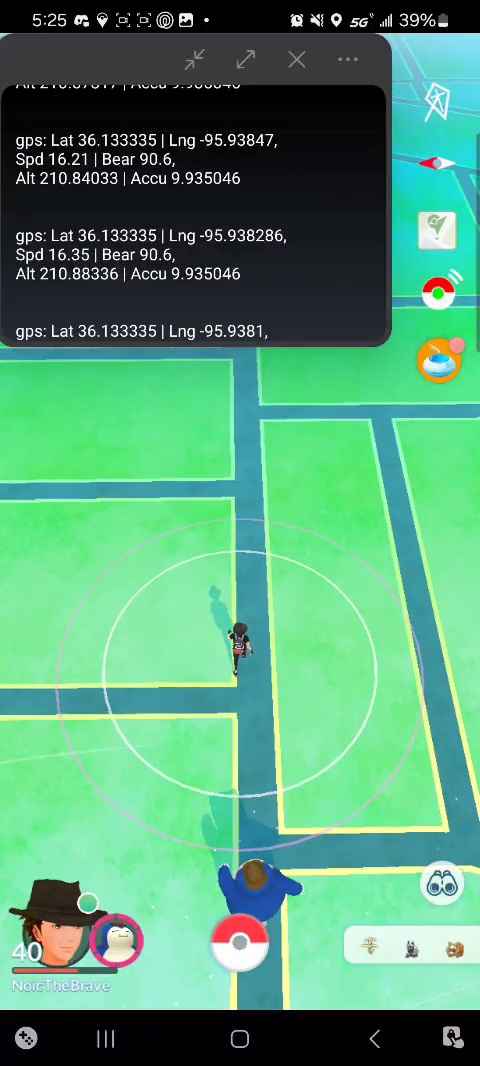 5:25
5G
39%
gps: Lat 36.133335 | Lng -95.93847,
Spd 16.21 | Bear 90.6,
Alt 210.84033 | Accu 9.935046
gps: Lat 36.133335 | Lng -95.938286,
Spd 16.35 | Bear 90.6,
Alt 210.88336 | Accu 9.935046
gps: Lat 36.133335 | Lng -95.9381,
40
NoicTheBrave